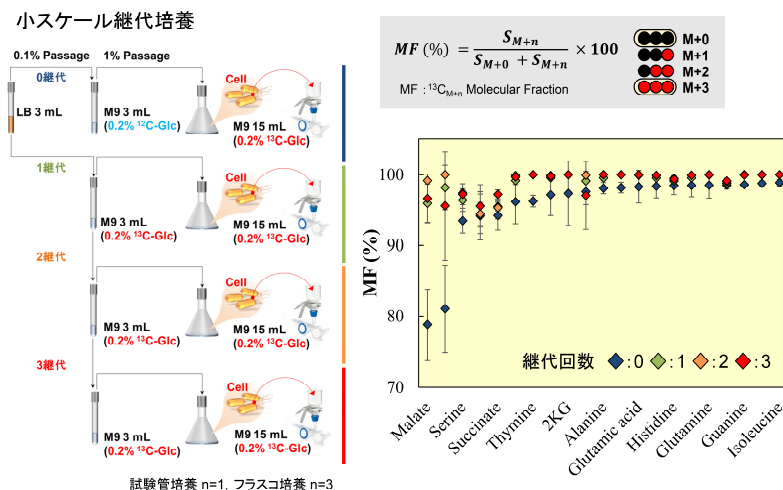 小スケール継代培養
0.1% Passage
1% Passage
0継代
LB 3 mL
M9 3 mL
(0.2% ¹²C-Glc)
Cell
M9 15 mL
(0.2% ¹³C-Glc)
1継代
M9 3 mL
(0.2% ¹³C-Glc)
Cell
M9 15 mL
(0.2% ¹³C-Glc)
2継代
M9 3 mL
(0.2% ¹³C-Glc)
Cell
M9 15 mL
(0.2% ¹³C-Glc)
3継代
M9 3 mL
(0.2% ¹³C-Glc)
Cell
M9 15 mL
(0.2% ¹³C-Glc)
試験管培養 n=1, フラスコ培養 n=3
MF (%) = S_{M+n} / (S_{M+0} + S_{M+n}) × 100
MF : ¹³C_{M+n} Molecular Fraction
M+0
M+1
M+2
M+3
MF (%)
100
90
80
70
継代回数 :0 :1 :2 :3
Malate
Serine
Succinate
Thymine
2KG
Alanine
Glutamic acid
Histidine
Glutamine
Guanine
Isoleucine